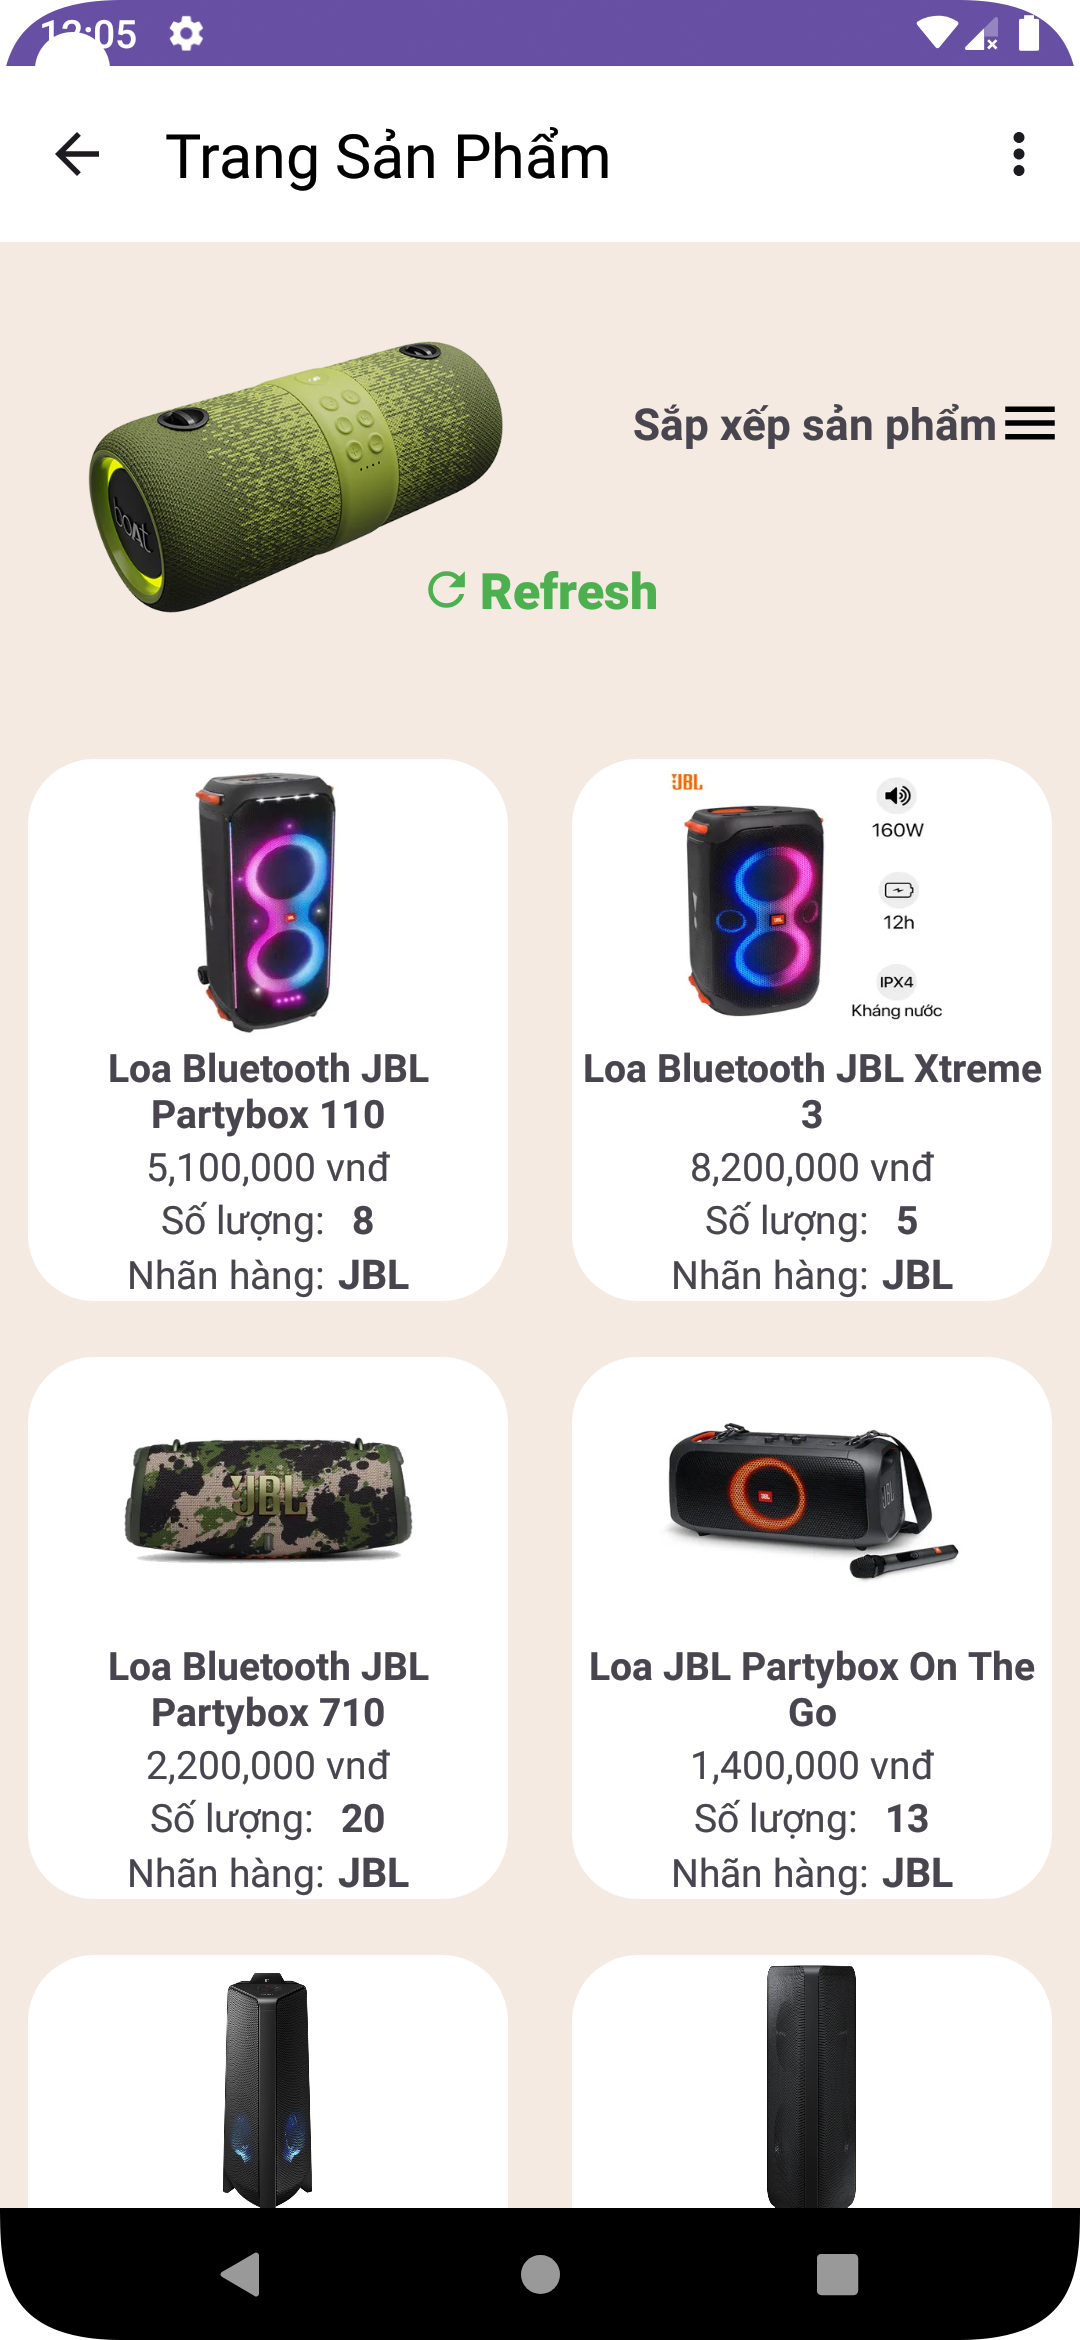 12:05
Trang Sản Phẩm
boAt
Sắp xếp sản phẩm
Refresh
JBL
160W
12h
IPX4
Kháng nước
Loa Bluetooth JBL
Partybox 110
5,100,000 vnđ
Số lượng: 8
Nhãn hàng: JBL
Loa Bluetooth JBL Xtreme
3
8,200,000 vnđ
Số lượng: 5
Nhãn hàng: JBL
JBL
JBL
Loa Bluetooth JBL
Partybox 710
2,200,000 vnđ
Số lượng: 20
Nhãn hàng: JBL
Loa JBL Partybox On The
Go
1,400,000 vnđ
Số lượng: 13
Nhãn hàng: JBL